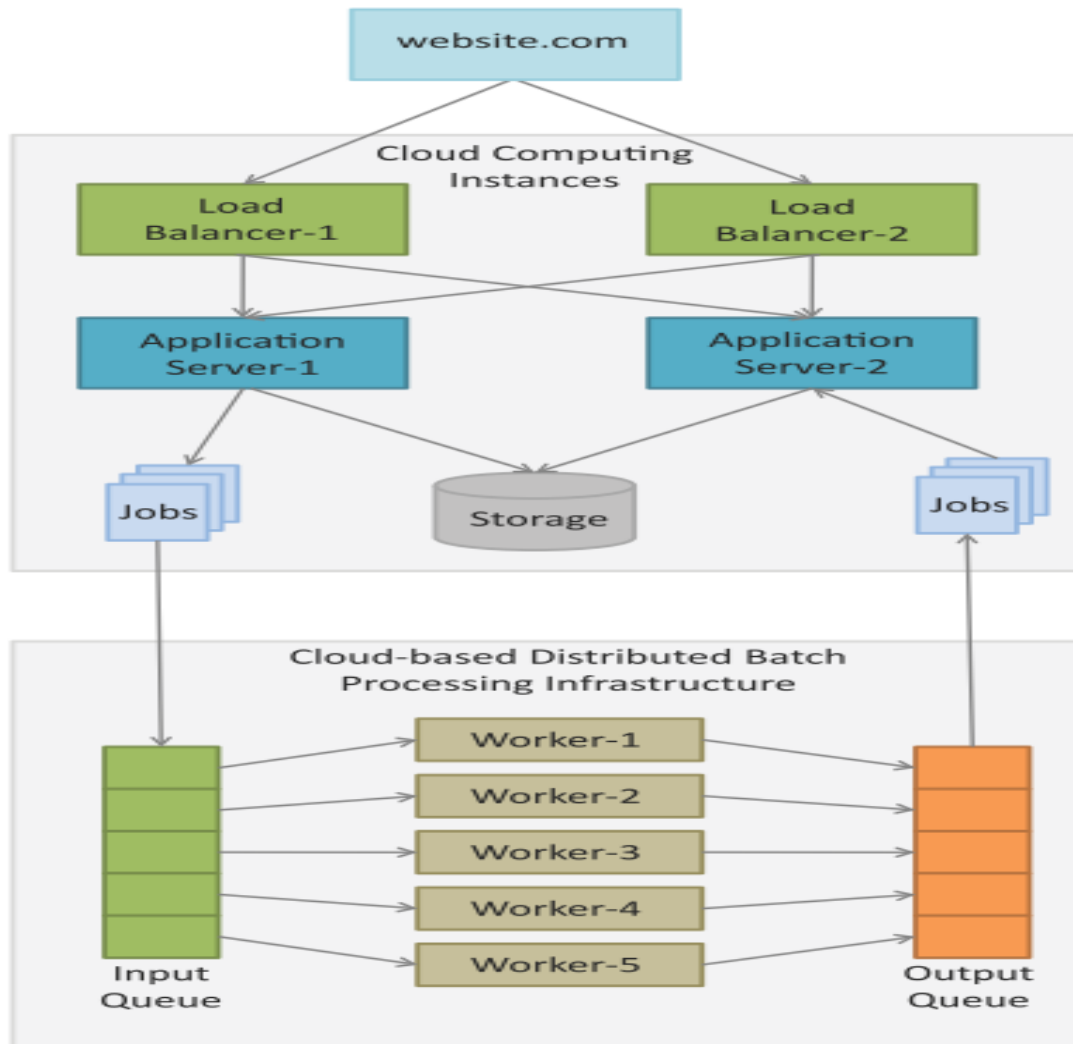 website.com
Cloud Computing
Instances
Load
Balancer-1
Load
Balancer-2
Application
Server-1
Application
Server-2
Jobs
Storage
Jobs
Cloud-based Distributed Batch
Processing Infrastructure
Worker-1
Worker-2
Worker-3
Worker-4
Worker-5
Input
Queue
Output
Queue